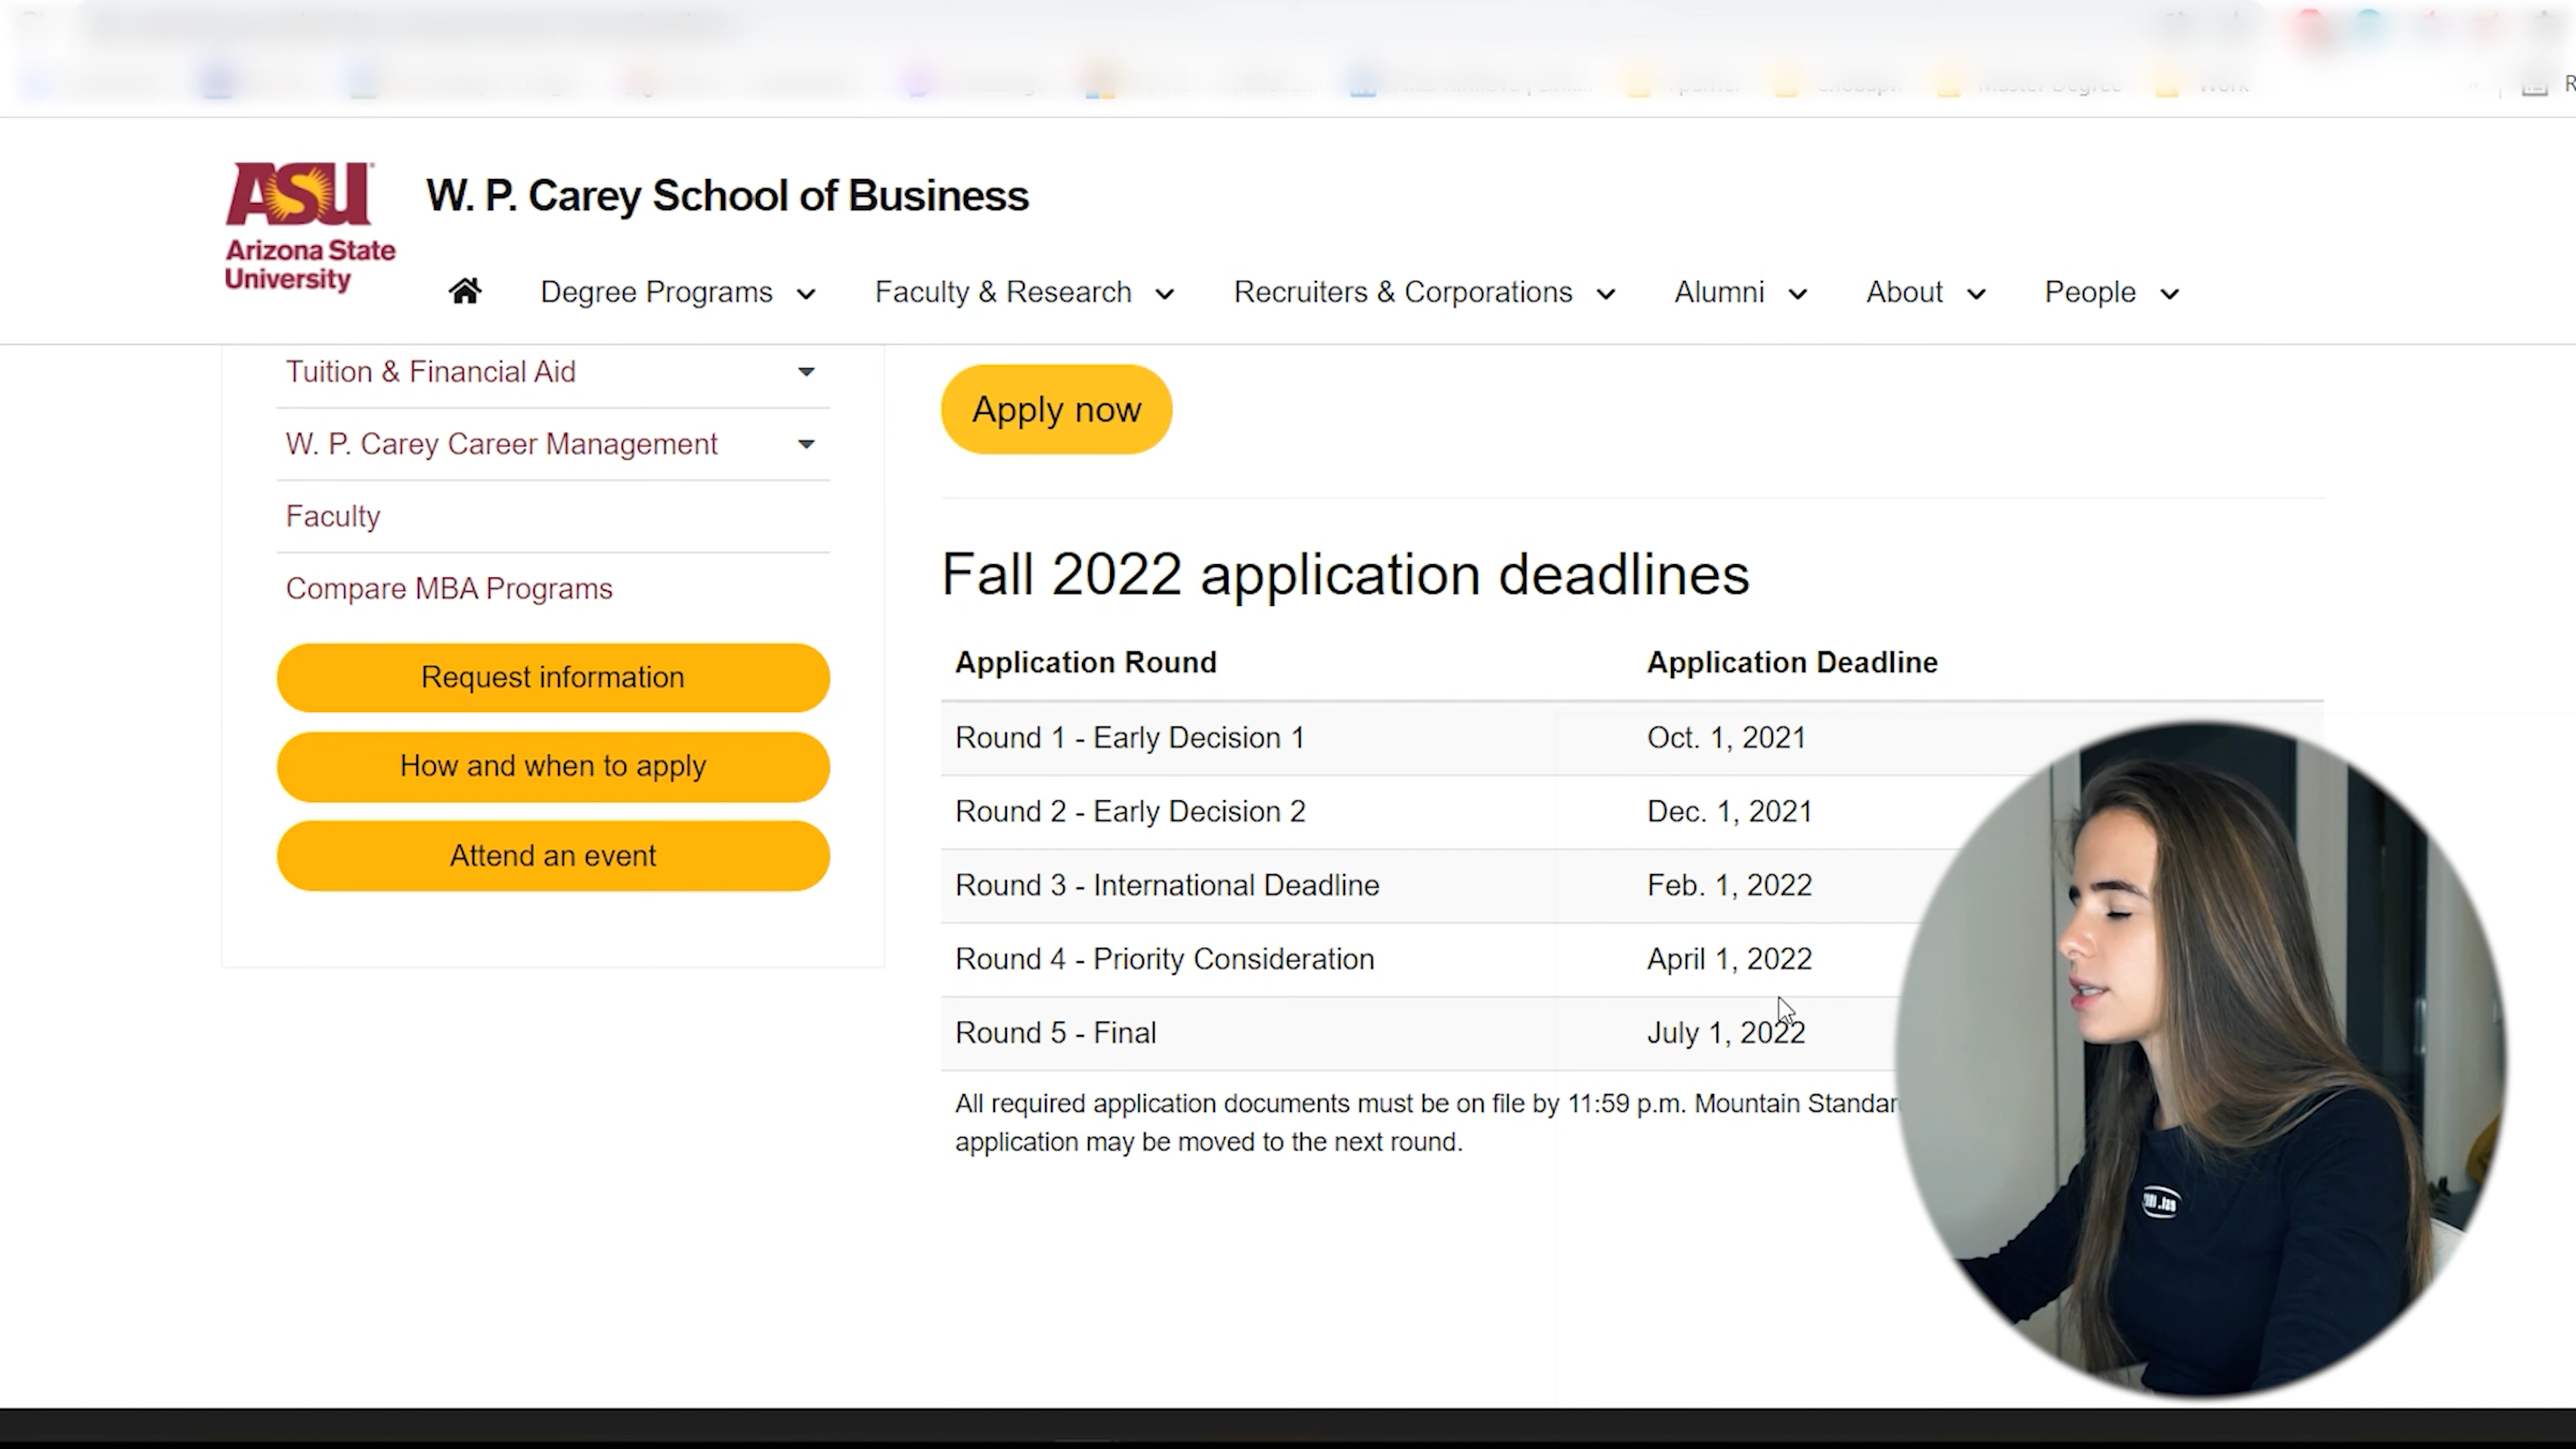 Master Degree
Work
R
ASU
Arizona State
University
W. P. Carey School of Business
Degree Programs
Faculty & Research
Recruiters & Corporations
Alumni
About
People
Tuition & Financial Aid
W. P. Carey Career Management
Faculty
Compare MBA Programs
Request information
How and when to apply
Attend an event
Apply now
Fall 2022 application deadlines
Application Round Application Deadline
Round 1 - Early Decision 1 Oct. 1, 2021
Round 2 - Early Decision 2 Dec. 1, 2021
Round 3 - International Deadline Feb. 1, 2022
Round 4 - Priority Consideration April 1, 2022
Round 5 - Final July 1, 2022
All required application documents must be on file by 11:59 p.m. Mountain Standar
application may be moved to the next round.